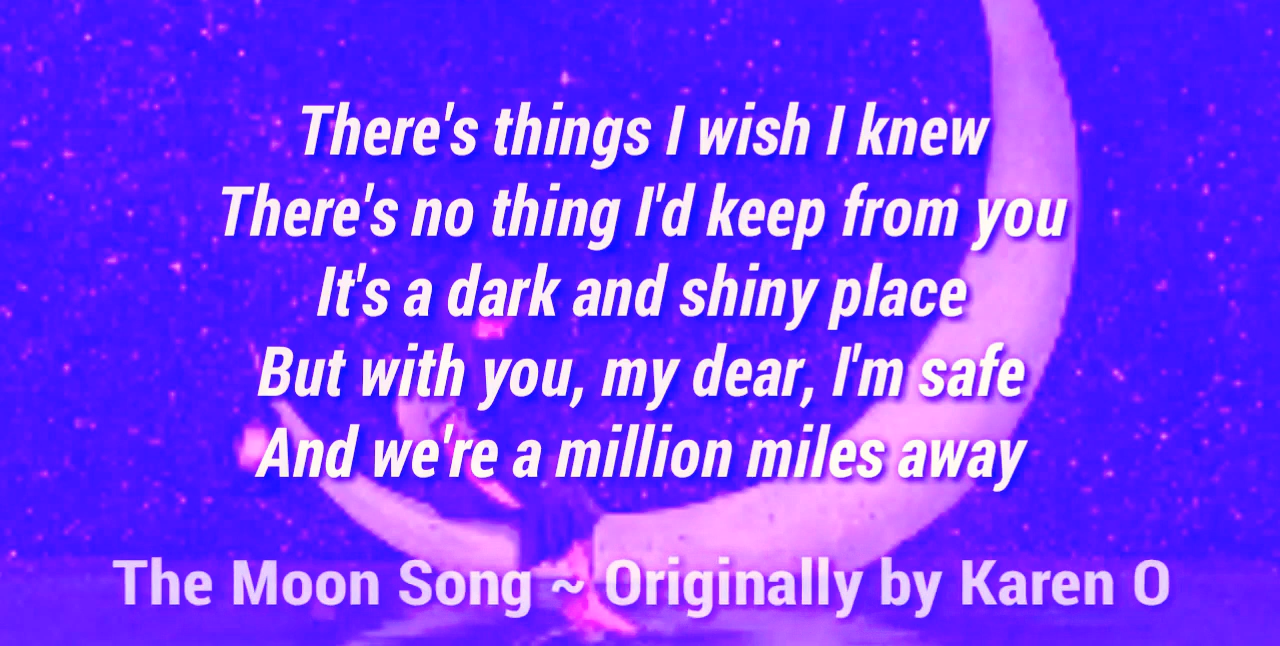 There's things I wish I knew
There's no thing I'd keep from you
It's a dark and shiny place
But with you, my dear, I'm safe
And we're a million miles away
The Moon Song ~ Originally by Karen O